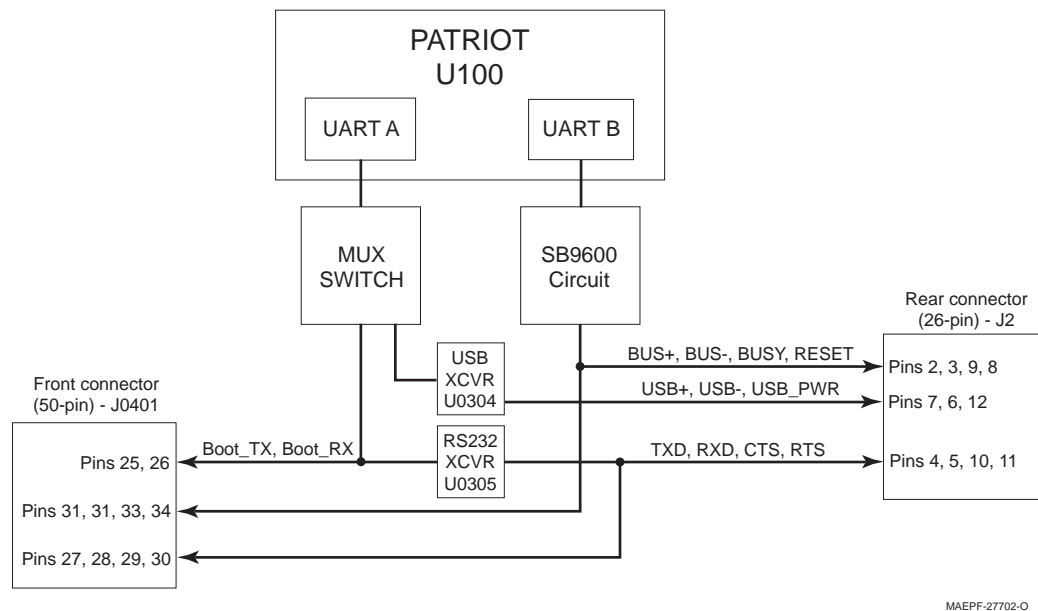 PATRIOT
U100
UART A
UART B
MUX
SWITCH
SB9600
Circuit
Rear connector
(26-pin) - J2
BUS+, BUS-, BUSY, RESET
Pins 2, 3, 9, 8
USB
XCVR
U0304
USB+, USB-, USB_PWR
Pins 7, 6, 12
Front connector
(50-pin) - J0401
Pins 25, 26
Boot_TX, Boot_RX
RS232
XCVR
U0305
TXD, RXD, CTS, RTS
Pins 4, 5, 10, 11
Pins 31, 31, 33, 34
Pins 27, 28, 29, 30
MAEPF-27702-O